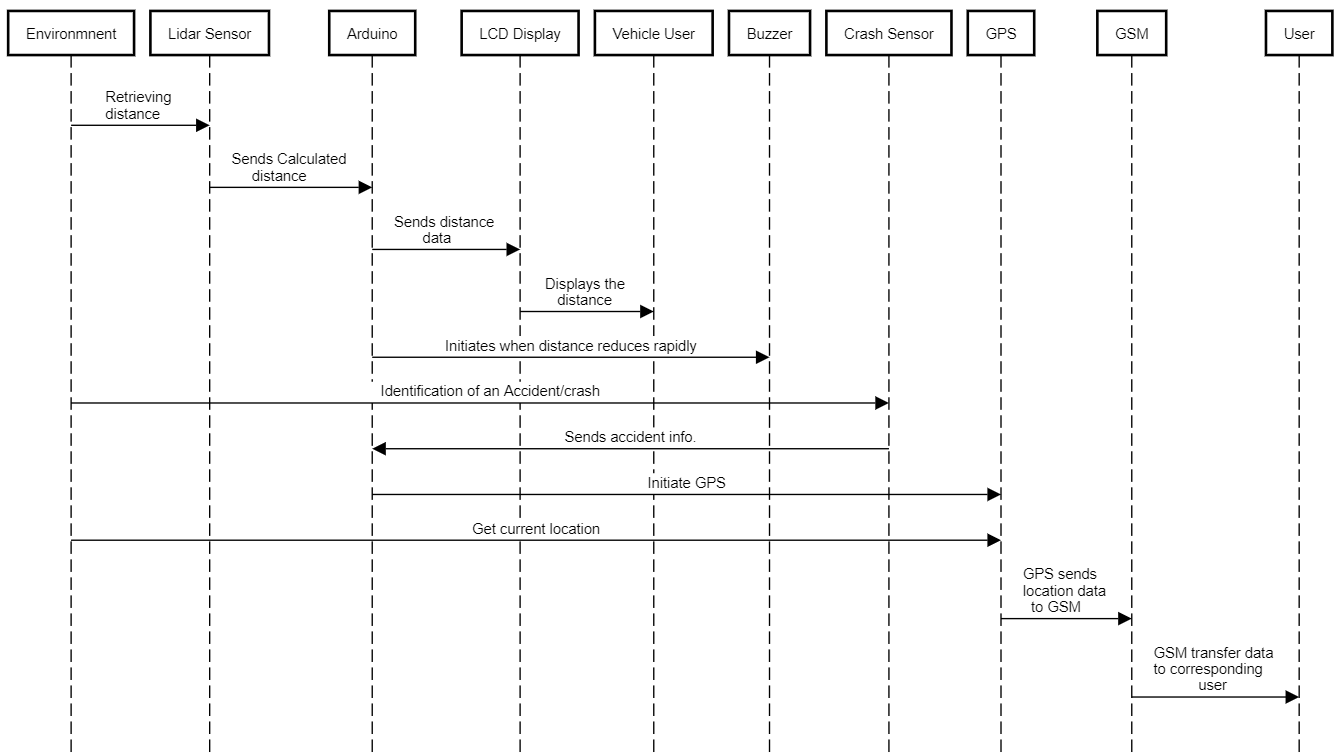 Environmnent
Lidar Sensor
Arduino
LCD Display
Vehicle User
Buzzer
Crash Sensor
GPS
GSM
User
Retrieving
distance
Sends Calculated
distance
Sends distance
data
Displays the
distance
Initiates when distance reduces rapidly
Identification of an Accident/crash
Sends accident info.
Initiate GPS
Get current location
GPS sends
location data
to GSM
GSM transfer data
to corresponding
user